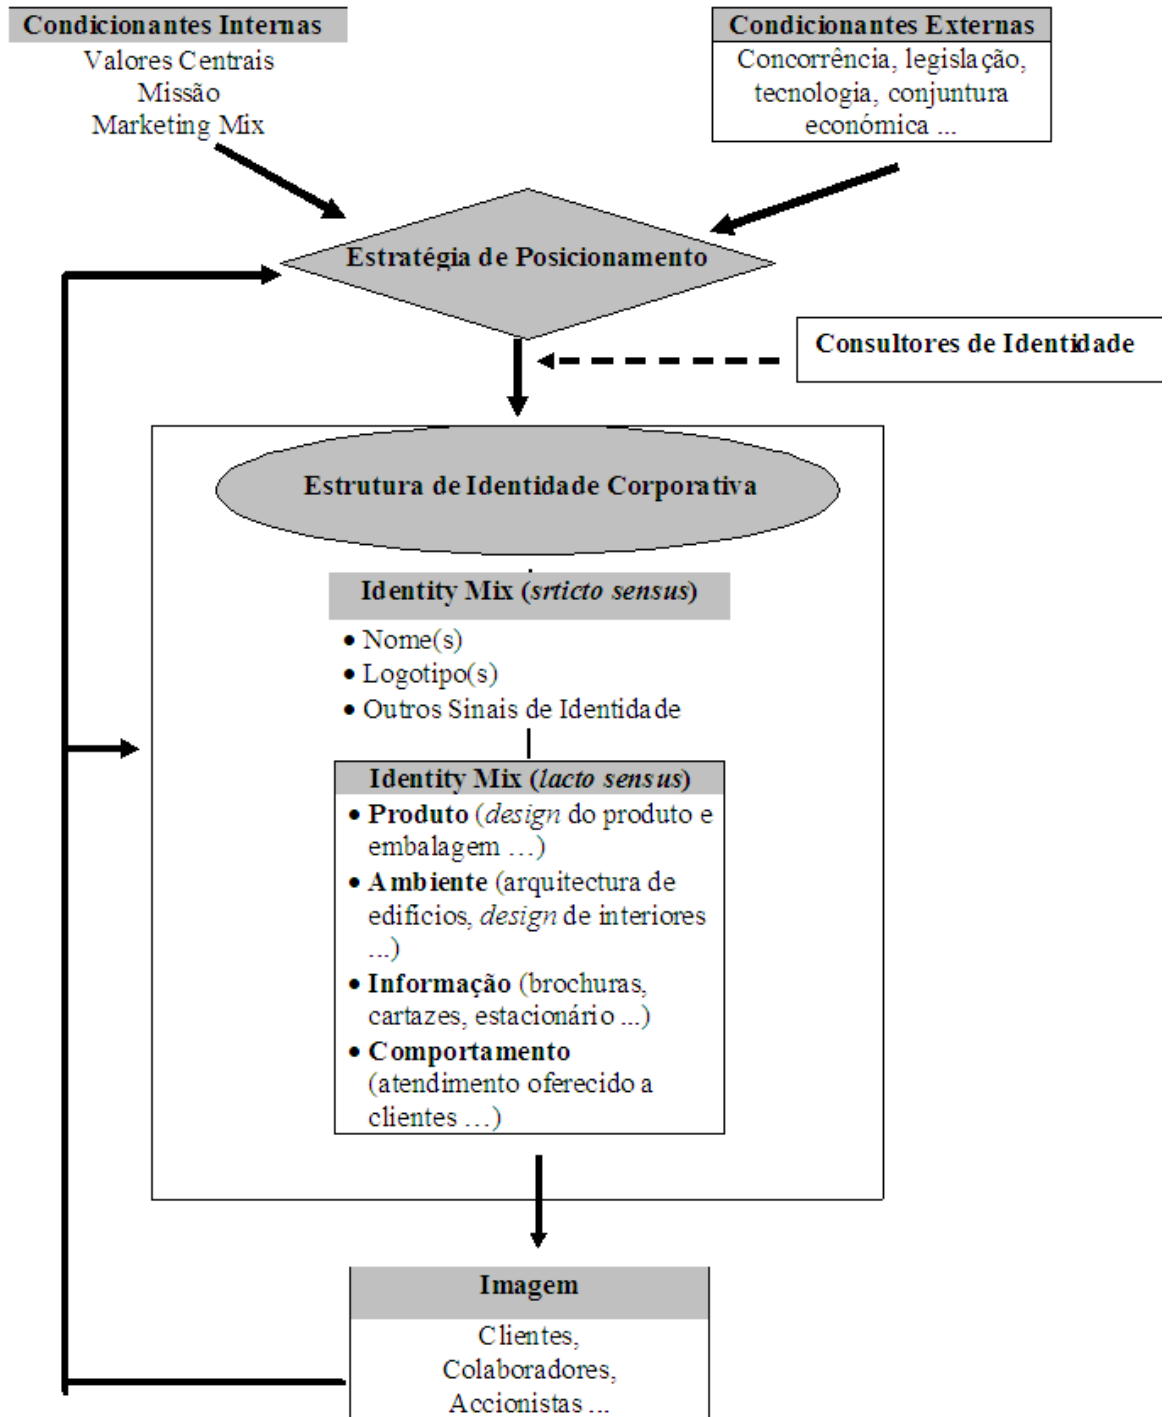 Condicionantes Internas
Valores Centrais
Missão
Marketing Mix
Condicionantes Externas
Concorrência, legislação,
tecnologia, conjuntura
económica ...
Estratégia de Posicionamento
Consultores de Identidade
Estrutura de Identidade Corporativa
Identity Mix (srticto sensus)
• Nome(s)
• Logotipo(s)
• Outros Sinais de Identidade
Identity Mix (lacto sensus)
• Produto (design do produto e
embalagem …)
• Ambiente (arquitectura de
edifícios, design de interiores
...)
• Informação (brochuras,
cartazes, estacionário ...)
• Comportamento
(atendimento oferecido a
clientes …)
Imagem
Clientes,
Colaboradores,
Accionistas ...